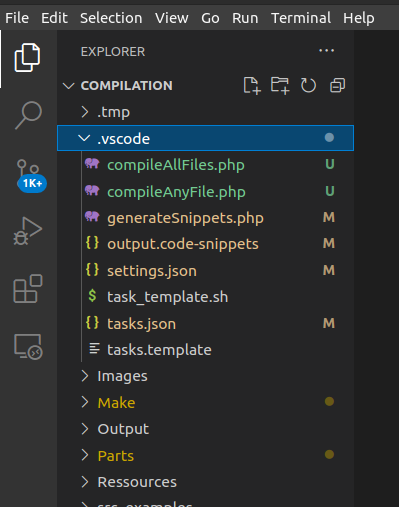 File Edit Selection View Go Run Terminal Help
EXPLORER ...
COMPILATION
.tmp
.vscode
compileAllFiles.php U
compileAnyFile.php U
generateSnippets.php M
output.code-snippets M
settings.json M
task_template.sh
tasks.json M
tasks.template
Images
Make
Output
Parts
Ressources
src_examples
1K+